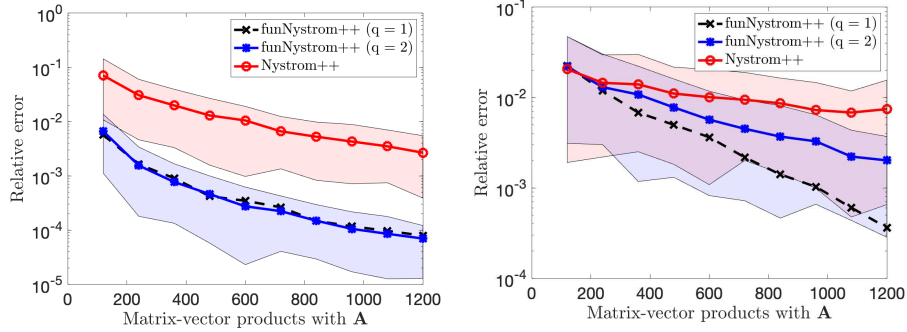 10^0
10^-1
10^-2
10^-3
10^-4
10^-5
Relative error
funNystrom++ (q = 1)
funNystrom++ (q = 2)
Nystrom++
0 200 400 600 800 1000 1200
Matrix-vector products with A
10^-1
10^-2
10^-3
10^-4
Relative error
funNystrom++ (q = 1)
funNystrom++ (q = 2)
Nystrom++
0 200 400 600 800 1000 1200
Matrix-vector products with A